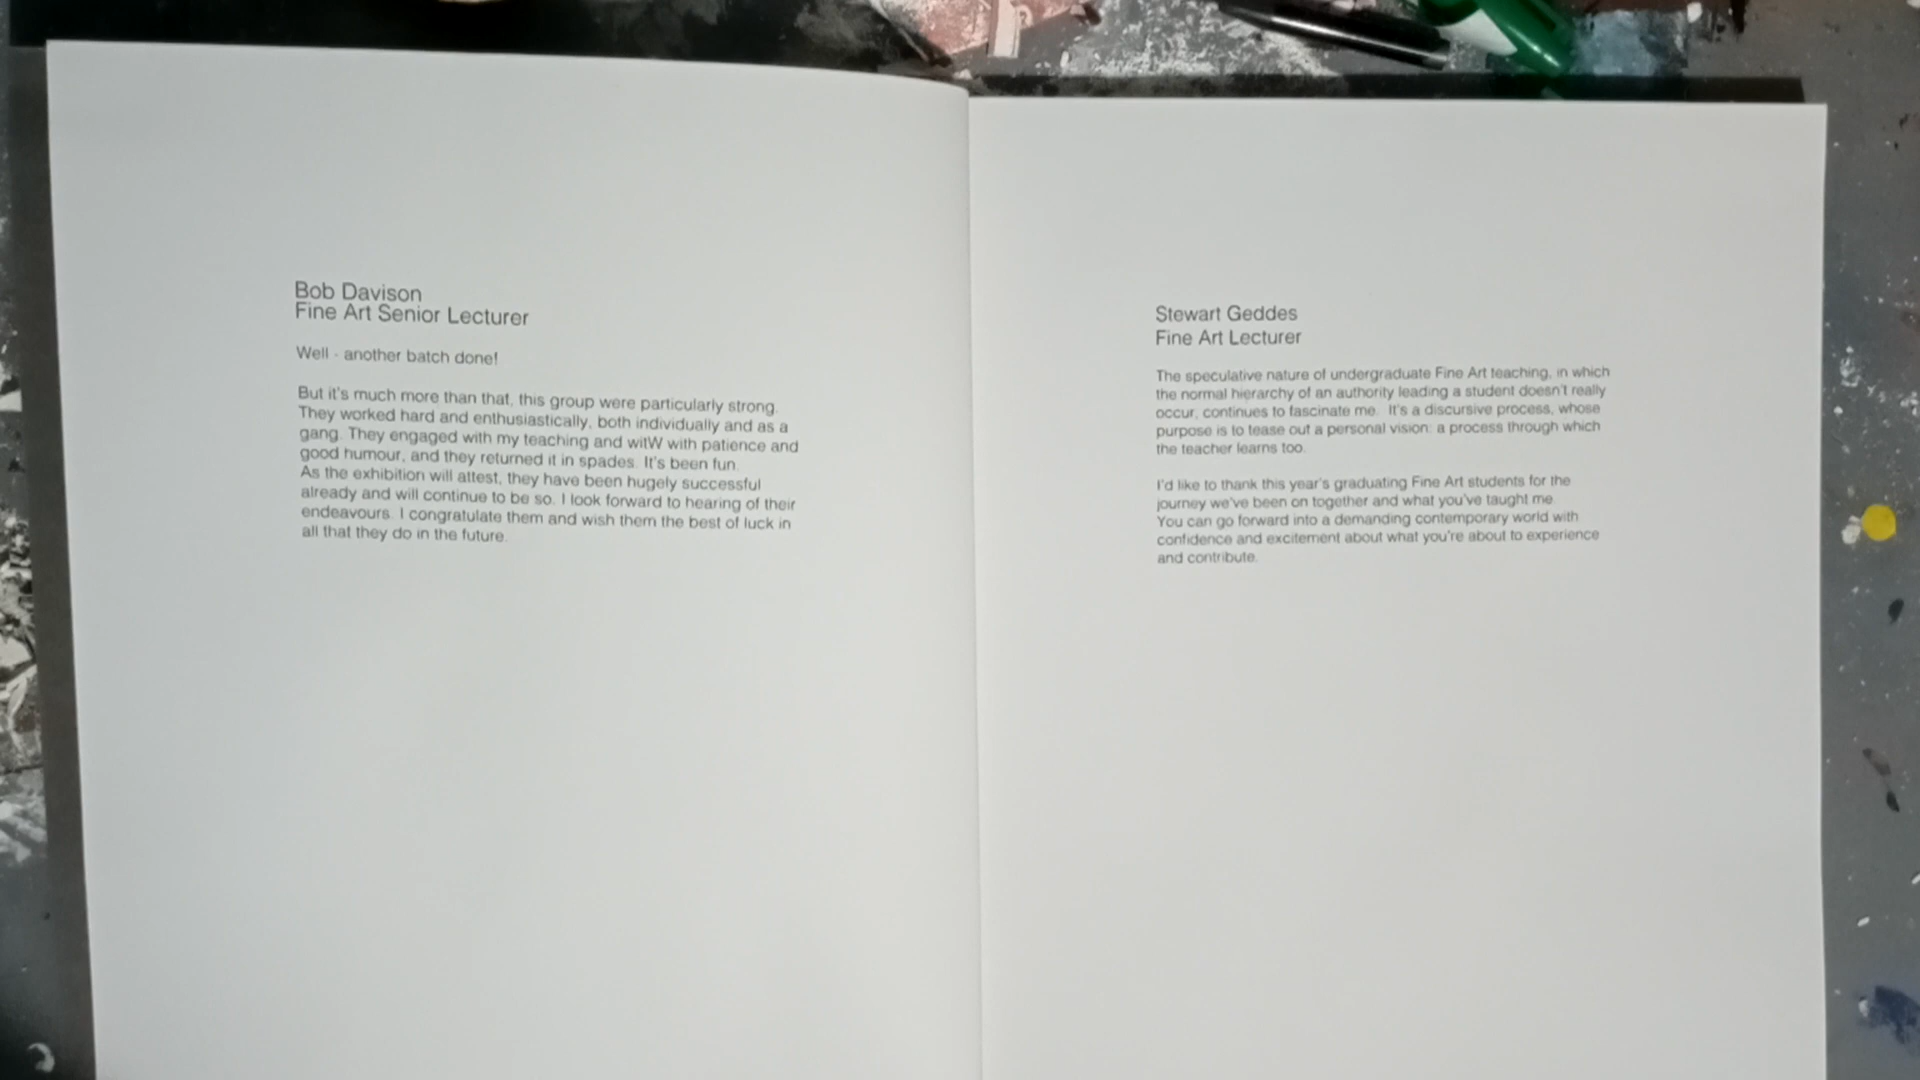 Bob Davison
Fine Art Senior Lecturer
Well - another batch done!
But it's much more than that, this group were particularly strong.
They worked hard and enthusiastically, both individually and as a
gang. They engaged with my teaching and witW with patience and
good humour, and they returned it in spades. It's been fun.
As the exhibition will attest, they have been hugely successful
already and will continue to be so. I look forward to hearing of their
endeavours. I congratulate them and wish them the best of luck in
all that they do in the future.
Stewart Geddes
Fine Art Lecturer
The speculative nature of undergraduate Fine Art teaching, in which
the normal hierarchy of an authority leading a student doesn't really
occur, continues to fascinate me.  It's a discursive process, whose
purpose is to tease out a personal vision: a process through which
the teacher learns too.
I'd like to thank this year's graduating Fine Art students for the
journey we've been on together and what you've taught me.
You can go forward into a demanding contemporary world with
confidence and excitement about what you're about to experience
and contribute.